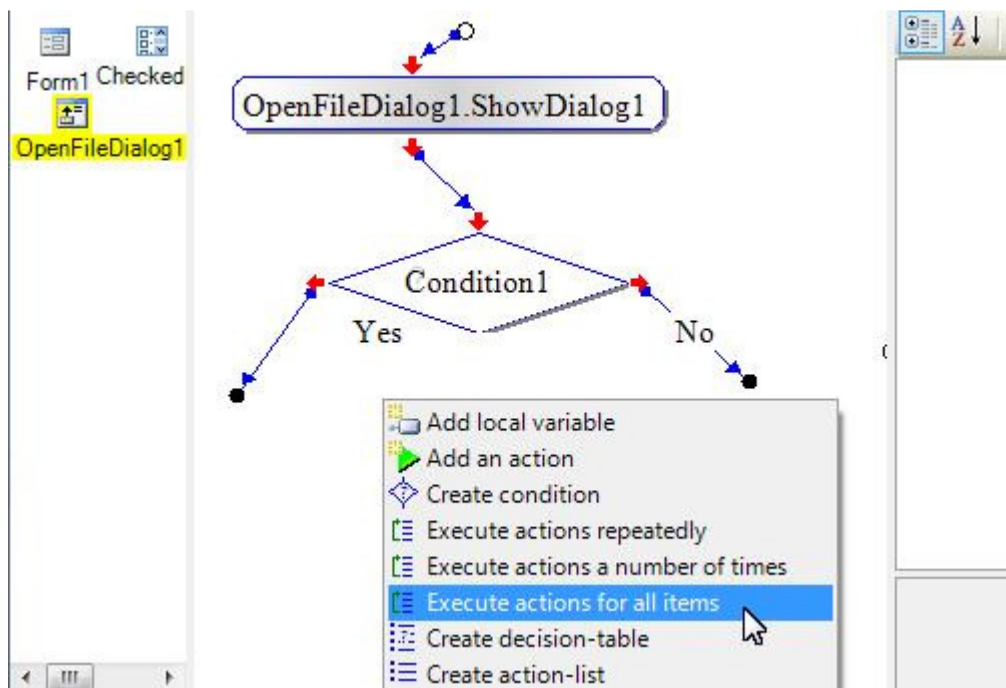 Form1 Checked
OpenFileDialog1
OpenFileDialog1.ShowDialog1
Condition1
Yes
No
Add local variable
Add an action
Create condition
Execute actions repeatedly
Execute actions a number of times
Execute actions for all items
Create decision-table
Create action-list
A
Z